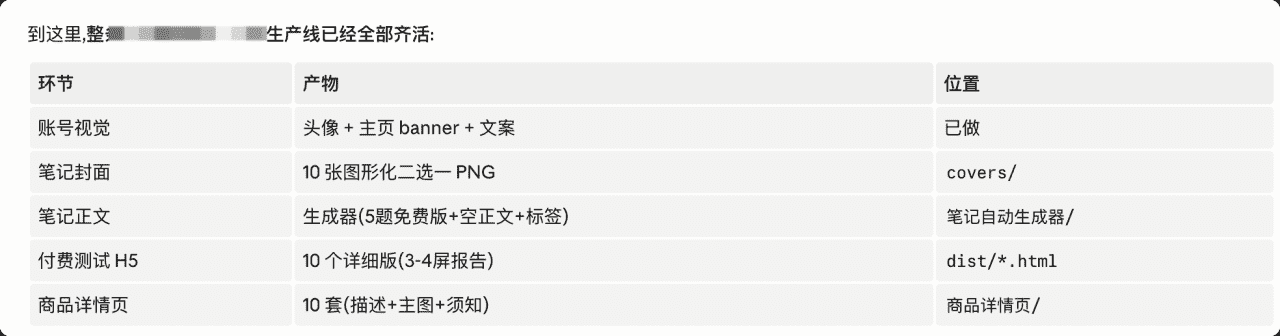 到这里,整生产线已经全部齐活:
环节 产物 位置
账号视觉 头像 + 主页 banner + 文案 已做
笔记封面 10 张图形化二选一 PNG covers/
笔记正文 生成器(5题免费版+空正文+标签) 笔记自动生成器/
付费测试 H5 10 个详细版(3-4屏报告) dist/*.html
商品详情页 10 套(描述+主图+须知) 商品详情页/